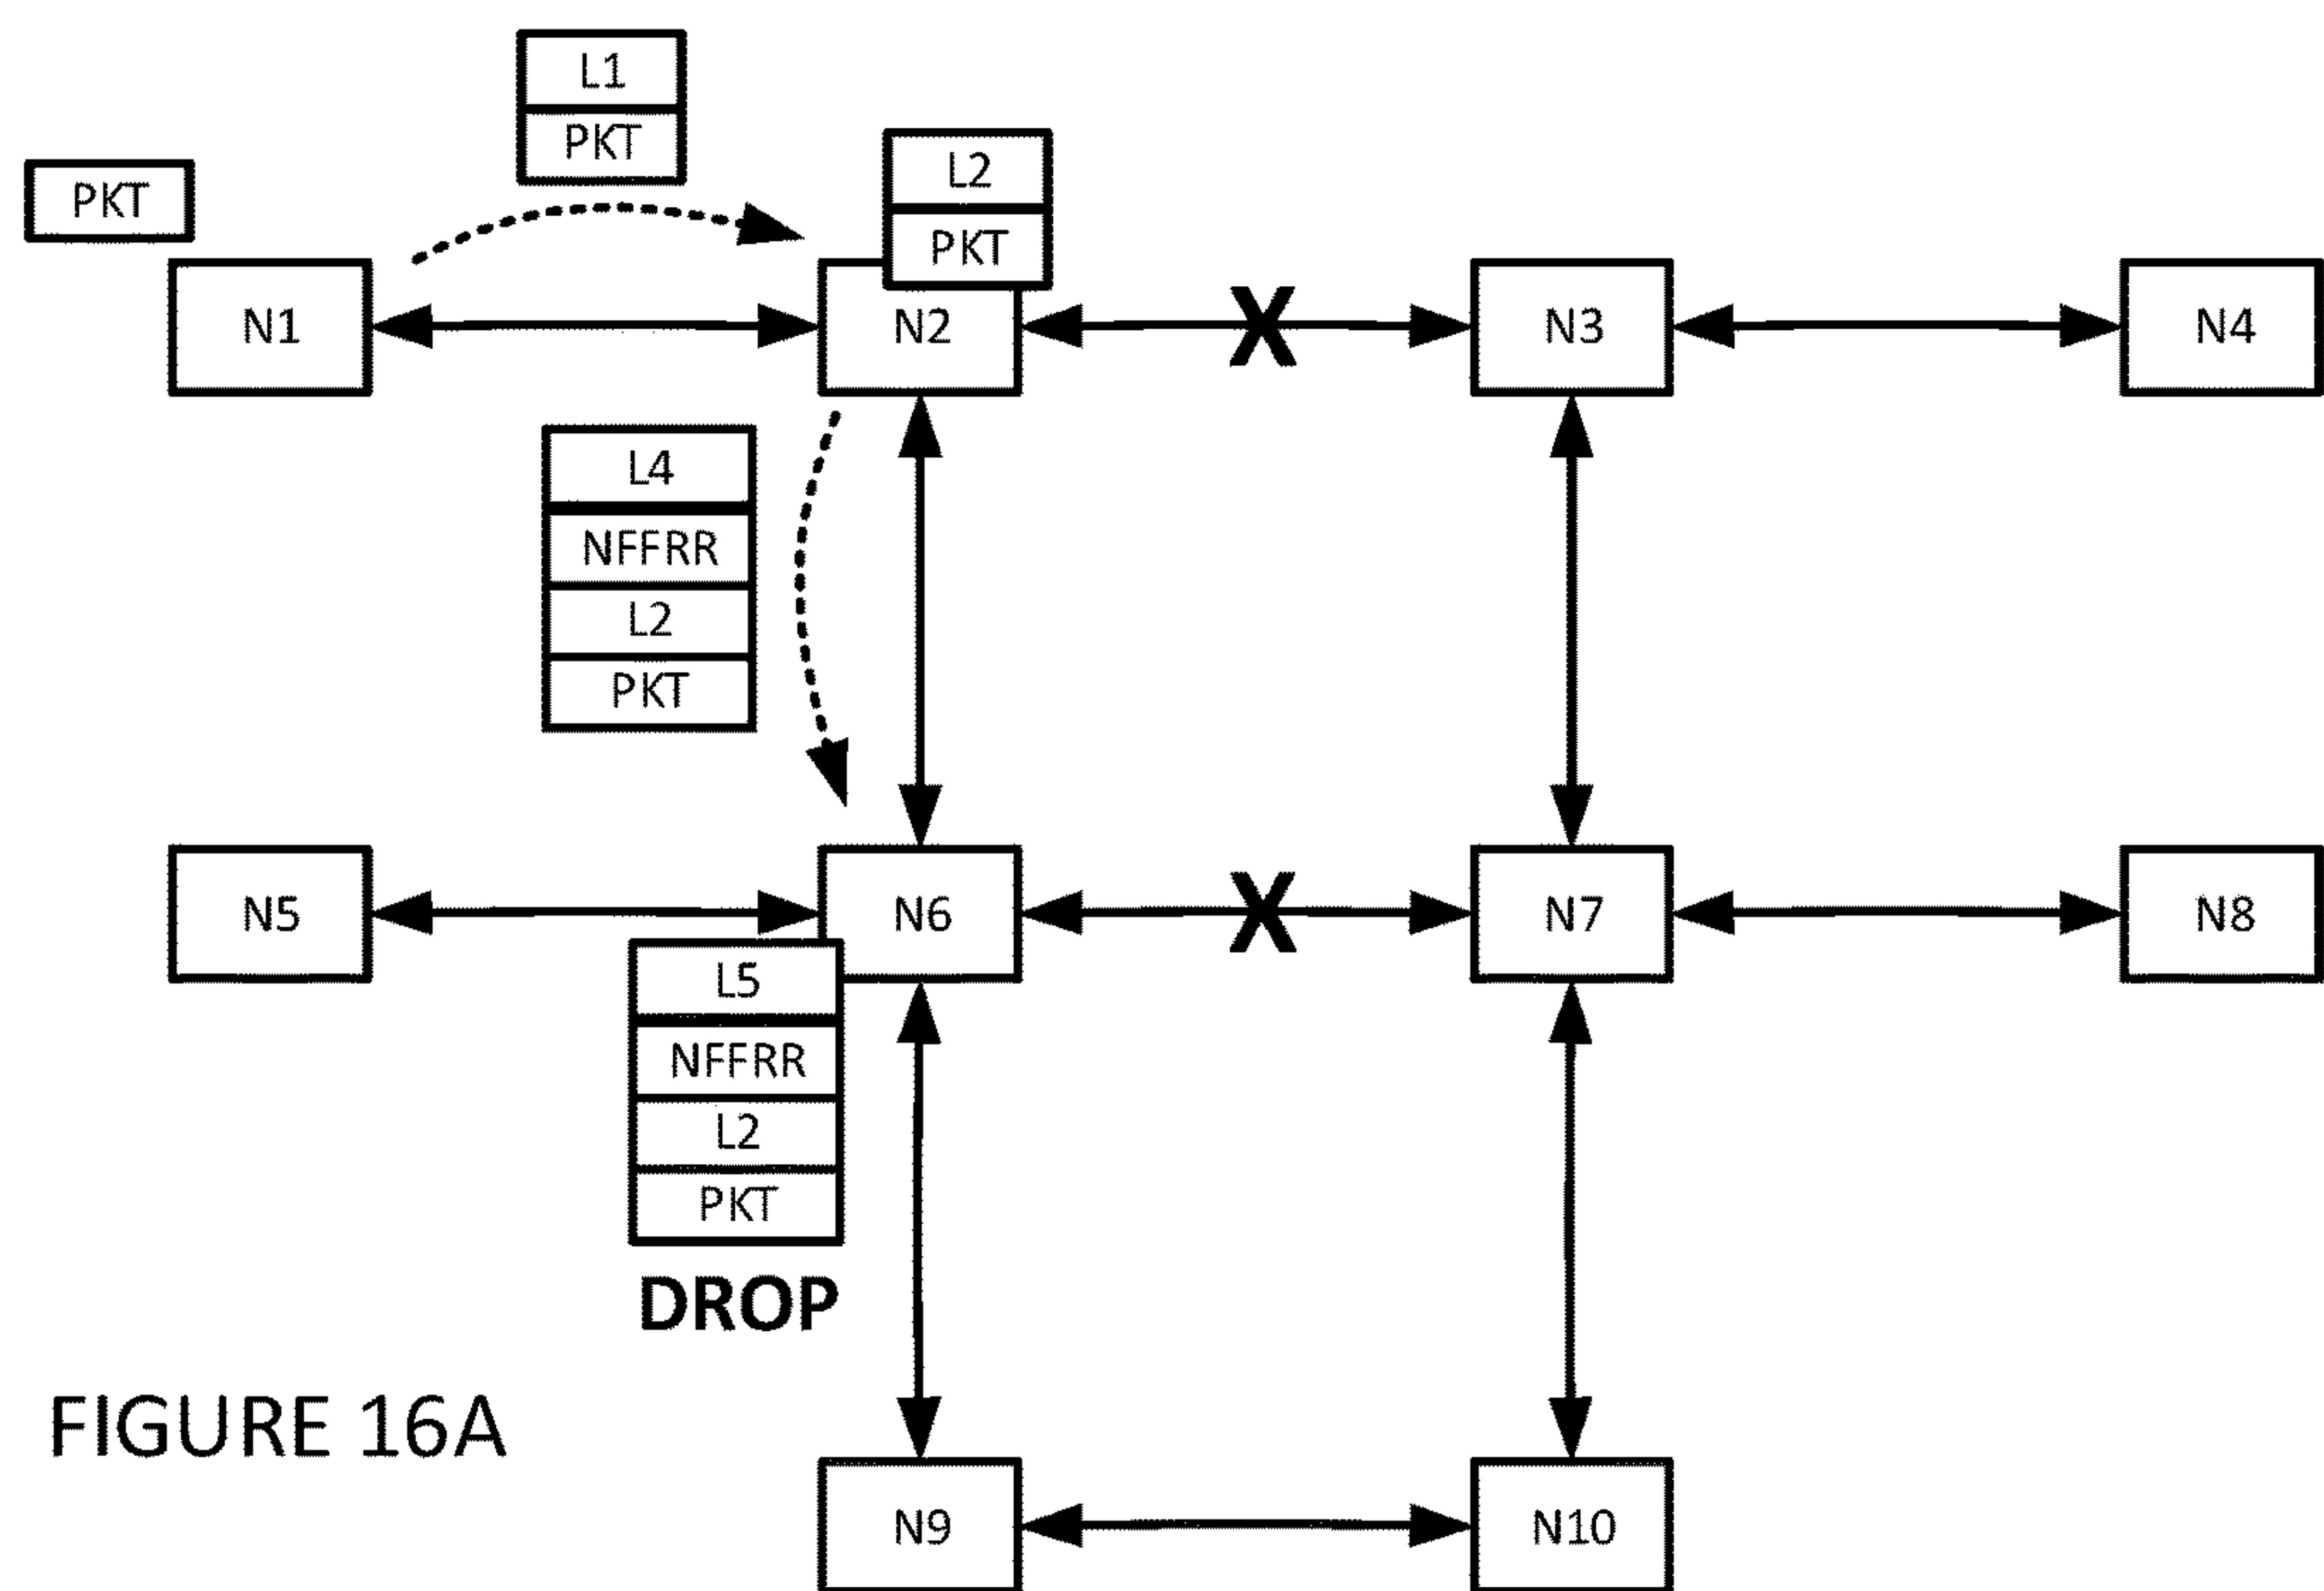 L1
PKT
PKT
L2
PKT
N1
N2
X
N3
N4
L4
NFFRR
L2
PKT
N5
N6
X
N7
N8
L5
NFFRR
L2
PKT
DROP
FIGURE 16A
N9
N10